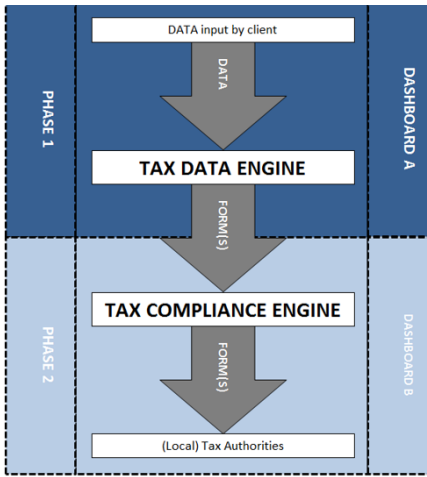 DATA input by client
DATA
PHASE 1
DASHBOARD A
TAX DATA ENGINE
FORM(S)
TAX COMPLIANCE ENGINE
PHASE 2
DASHBOARD B
FORM(S)
(Local) Tax Authorities